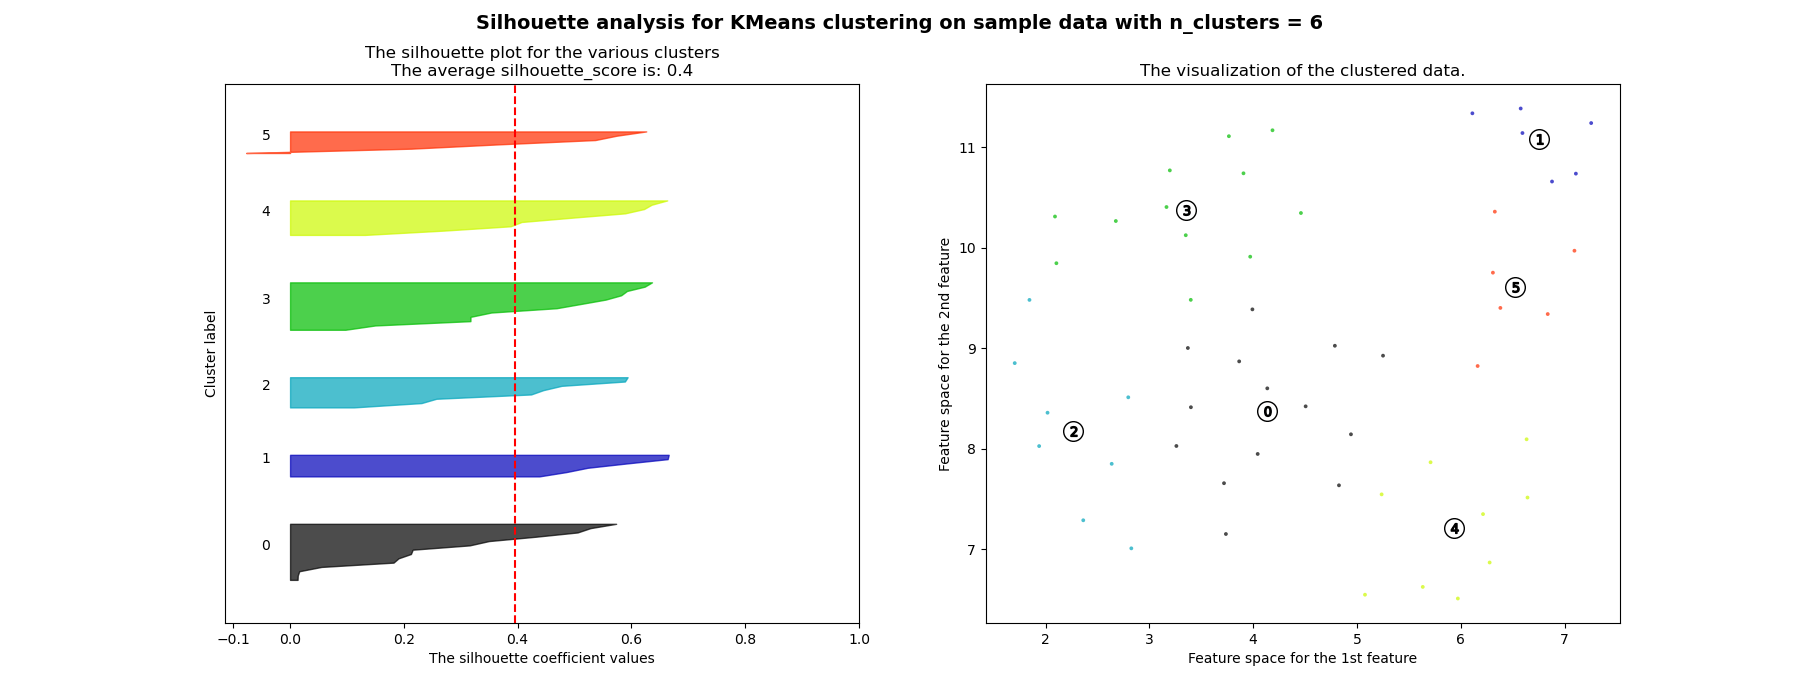 Silhouette analysis for KMeans clustering on sample data with n_clusters = 6
The silhouette plot for the various clusters
The average silhouette_score is: 0.4
Cluster label
5
4
3
2
1
0
−0.1 0.0 0.2 0.4 0.6 0.8 1.0
The silhouette coefficient values
The visualization of the clustered data.
Feature space for the 2nd feature
11
10
9
8
7
1
3
5
0
2
4
2 3 4 5 6 7
Feature space for the 1st feature